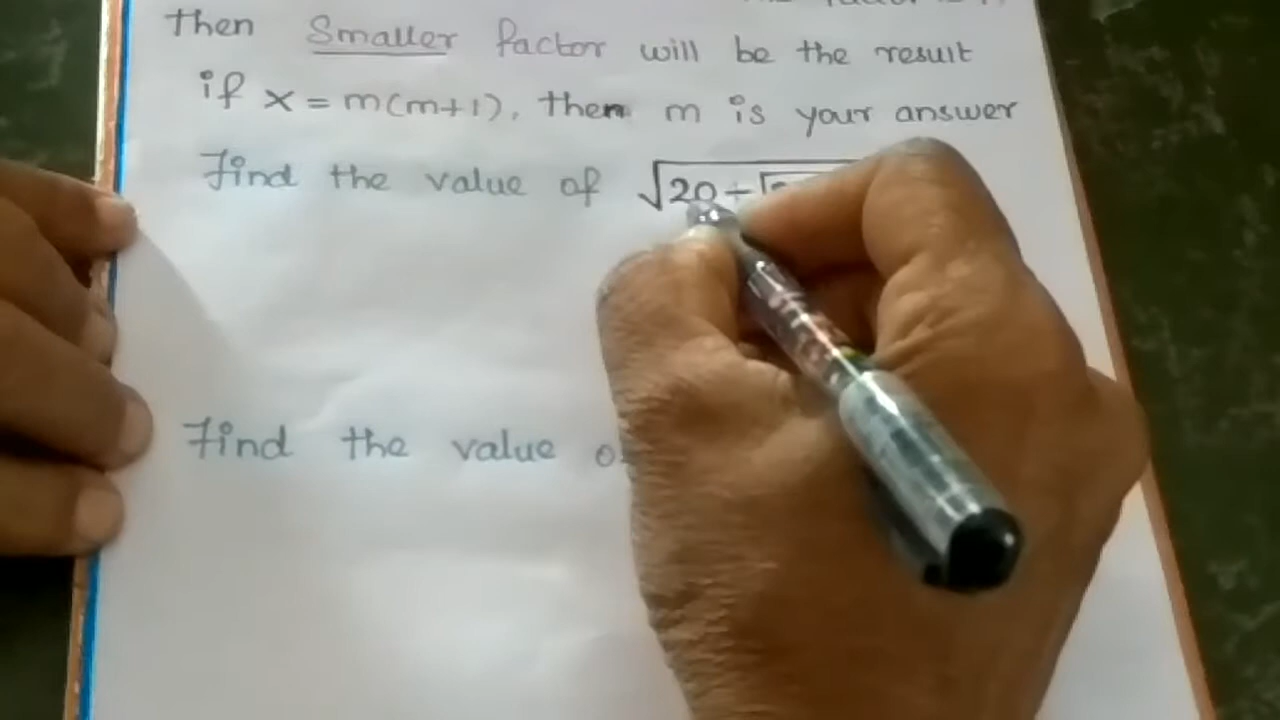 Then Smaller factor will be the result
if x = m(m+1), then m is your answer
Find the value of √20 - √
Find the value